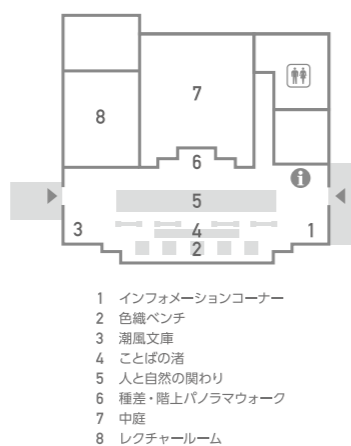 7
8
6
5
3
4
1
2
1 インフォメーションコーナー
2 色織ベンチ
3 潮風文庫
4 ことばの渚
5 人と自然の関わり
6 種差・階上パノラマウォーク
7 中庭
8 レクチャールーム